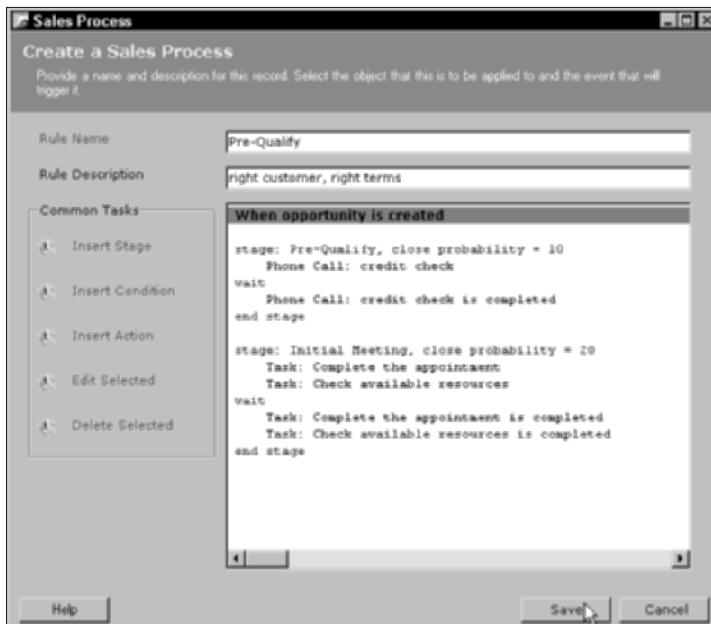 Sales Process
Create a Sales Process
Provide a name and description for this record. Select the object that this is to be applied to and the event that will
trigger it.
Rule Name
Pre-Qualify
Rule Description
right customer, right terms
Common Tasks
Insert Stage
Insert Condition
Insert Action
Edit Selected
Delete Selected
When opportunity is created
stage: Pre-Qualify, close probability = 10
Phone Call: credit check
wait
Phone Call: credit check is completed
end stage
stage: Initial Meeting, close probability = 20
Task: Complete the appointment
Task: Check available resources
wait
Task: Complete the appointment is completed
Task: Check available resources is completed
end stage
Help
Save
Cancel